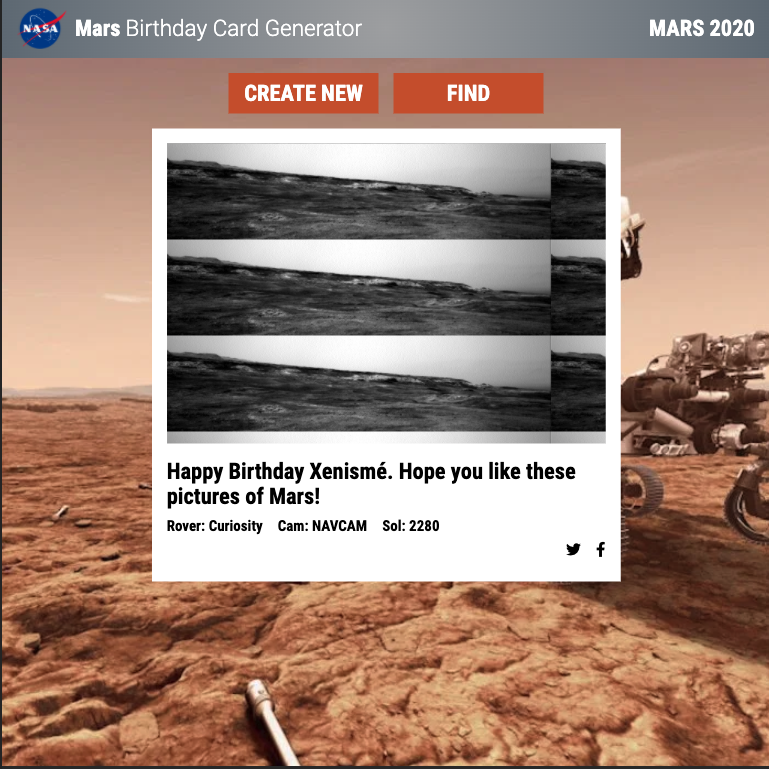 NASA
Mars Birthday Card Generator
MARS 2020
CREATE NEW
FIND
Happy Birthday Xenismé. Hope you like these
pictures of Mars!
Rover: Curiosity Cam: NAVCAM Sol: 2280